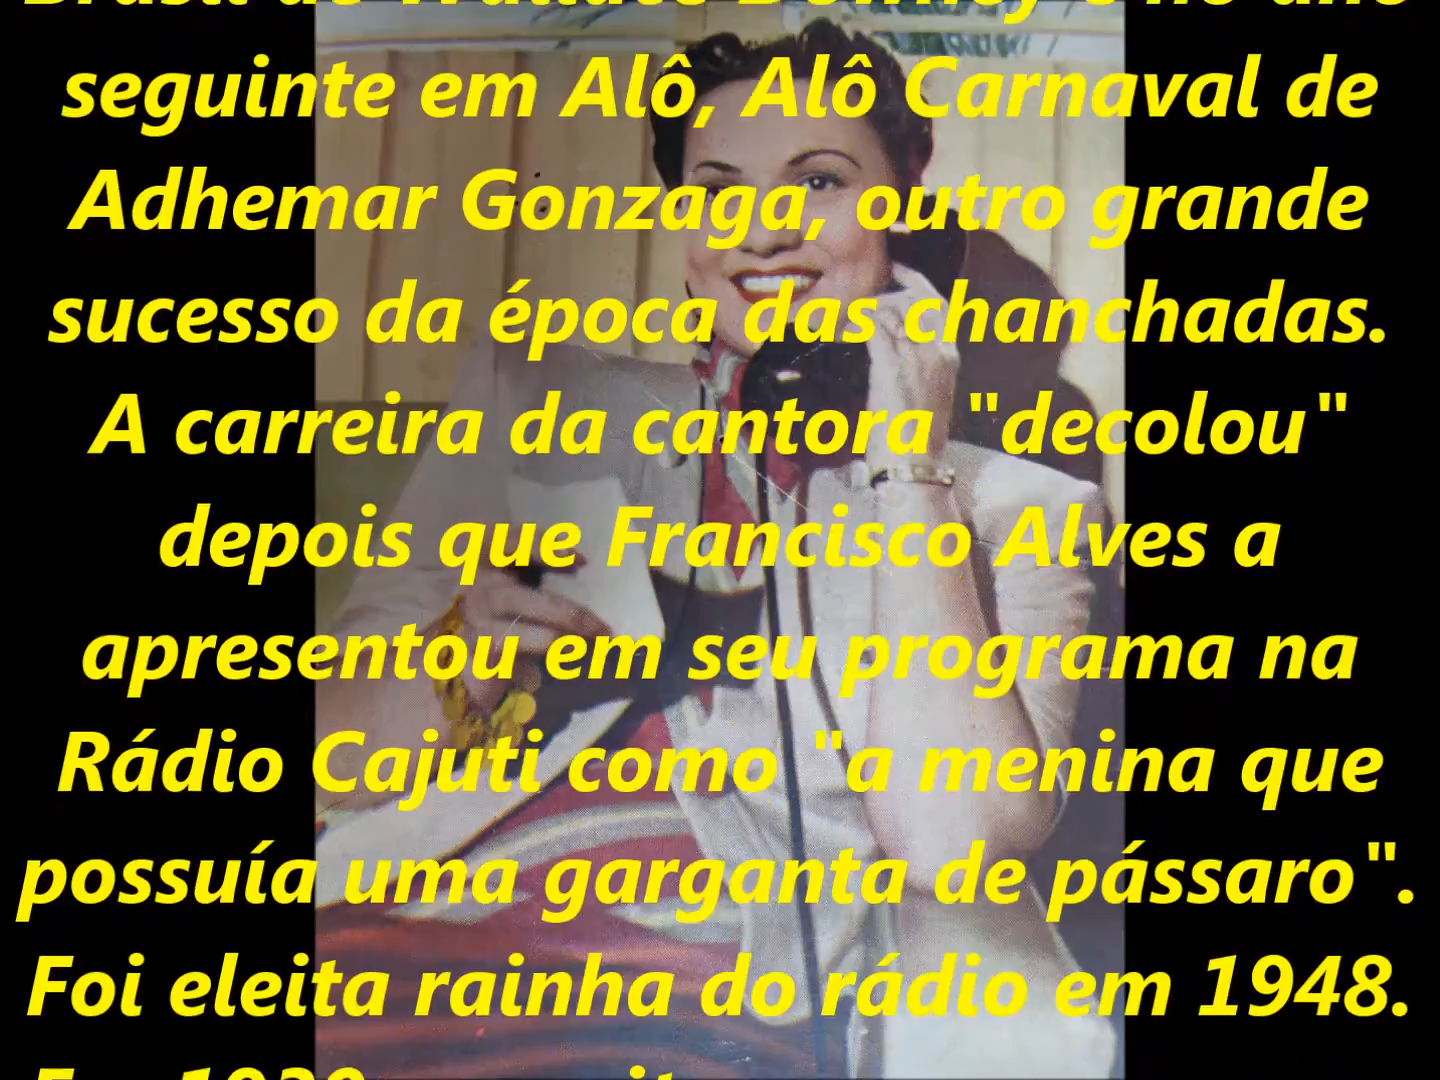 seguinte em Alô, Alô Carnaval de
Adhemar Gonzaga, outro grande
sucesso da época das chanchadas.
A carreira da cantora "decolou"
depois que Francisco Alves a
apresentou em seu programa na
Rádio Cajuti como "a menina que
possuía uma garganta de pássaro".
Foi eleita rainha do rádio em 1948.